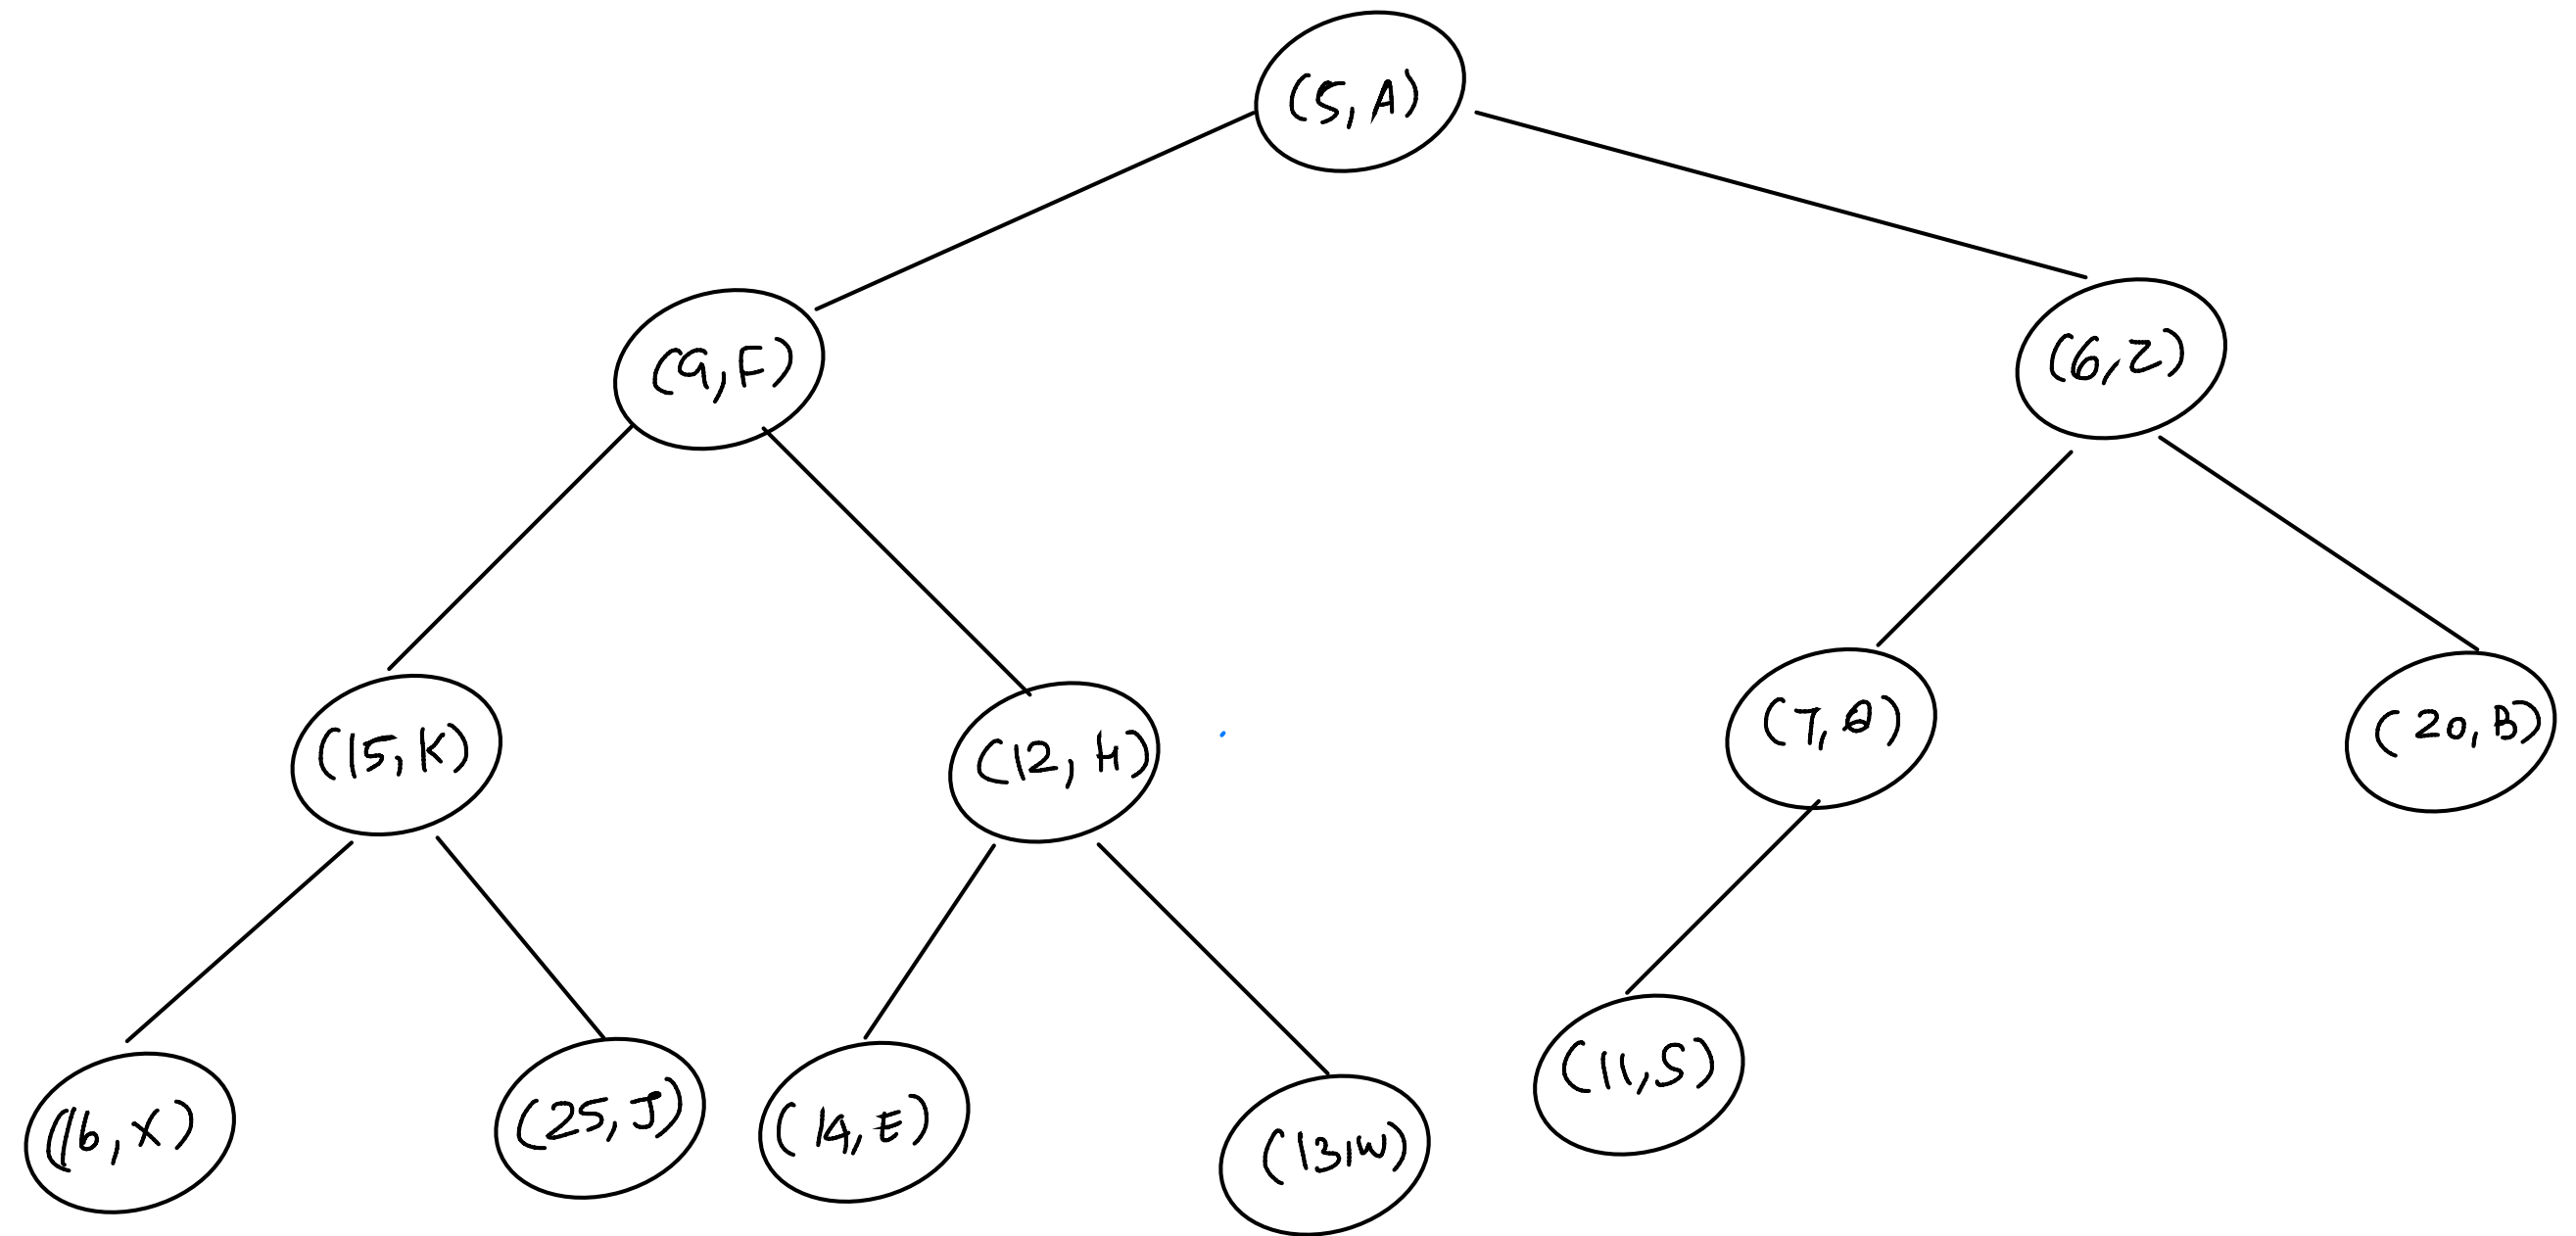 (5, A)
(9, F)
(6, Z)
(15, K)
(12, H)
(7, Q)
(20, B)
(16, X)
(25, J)
(14, E)
(13, W)
(11, S)